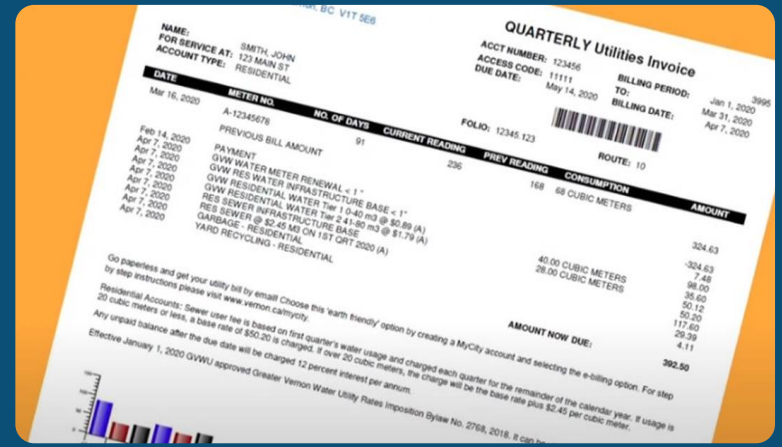 BC V1T 5E6
QUARTERLY Utilities Invoice
3995
NAME: SMITH, JOHN
FOR SERVICE AT: 123 MAIN ST
ACCOUNT TYPE: RESIDENTIAL
ACCT NUMBER: 123456
ACCESS CODE: 11111
DUE DATE: May 14, 2020
BILLING PERIOD: Jan 1, 2020
TO: Mar 31, 2020
BILLING DATE: Apr 7, 2020
FOLIO: 12345.123
ROUTE: 10
DATE METER NO. NO. OF DAYS CURRENT READING PREV READING CONSUMPTION AMOUNT
Mar 16, 2020 A-12345678 91 236 168 68 CUBIC METERS
PREVIOUS BILL AMOUNT 324.63
Feb 14, 2020 PAYMENT -324.63
Apr 7, 2020 GVW WATER METER RENEWAL < 1" 7.48
Apr 7, 2020 GVW RES WATER INFRASTRUCTURE BASE < 1" 98.00
Apr 7, 2020 GVW RESIDENTIAL WATER Tier 1 0-40 m3 @ $0.89 (A) 40.00 CUBIC METERS 35.60
Apr 7, 2020 GVW RESIDENTIAL WATER Tier 2 41-80 m3 @ $1.79 (A) 28.00 CUBIC METERS 50.12
Apr 7, 2020 RES SEWER INFRASTRUCTURE BASE 50.20
Apr 7, 2020 RES SEWER @ $2.45 M3 ON 1ST QRT 2020 (A) 117.60
Apr 7, 2020 GARBAGE - RESIDENTIAL 29.39
Apr 7, 2020 YARD RECYCLING - RESIDENTIAL 4.11
AMOUNT NOW DUE: 392.50
Go paperless and get your utility bill by email! Choose this 'earth friendly' option by creating a MyCity account and selecting the e-billing option. For step
by step instructions please visit www.vernon.ca/mycity.
Residential Accounts: Sewer user fee is based on first quarter's water usage and charged each quarter for the remainder of the calendar year. If usage is
20 cubic meters or less, a base rate of $50.20 is charged. If over 20 cubic meters, the charge will be the base rate plus $2.45 per cubic meter.
Any unpaid balance after the due date will be charged 12 percent interest per annum.
Effective January 1, 2020 GVWU approved Greater Vernon Water Utility Rates Imposition Bylaw No. 2768, 2018. It can be